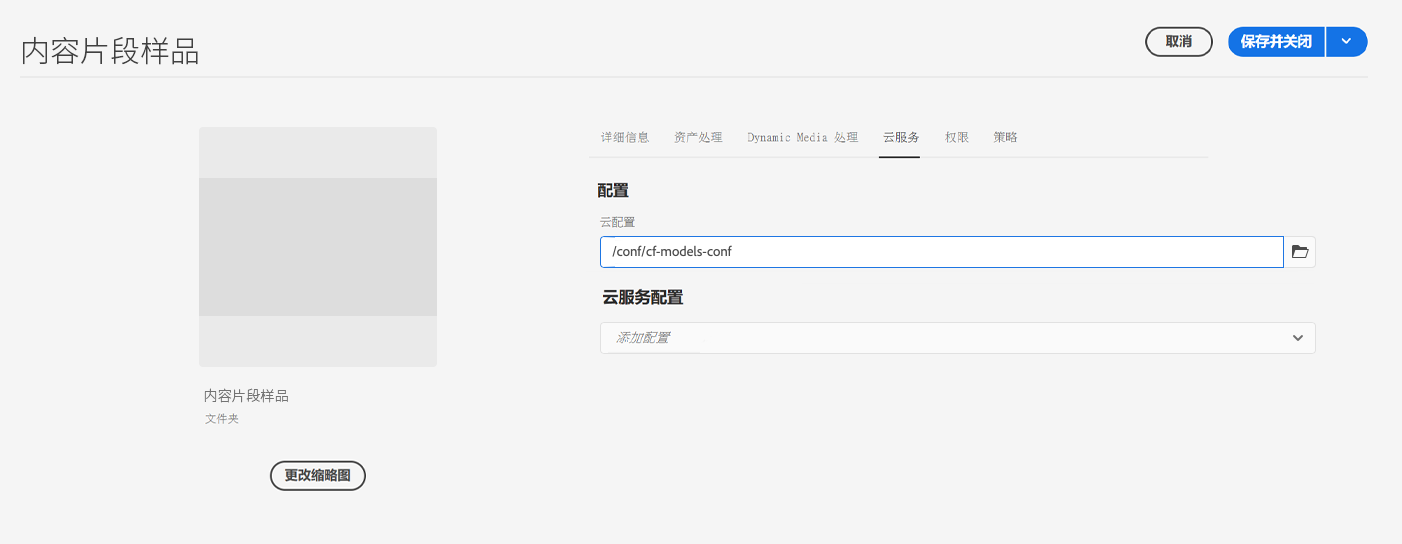 内容片段样品
取消
保存并关闭
详细信息 资产处理 Dynamic Media 处理 云服务 权限 策略
配置
云配置
/conf/cf-models-conf
云服务配置
添加配置
内容片段样品
文件夹
更改缩略图